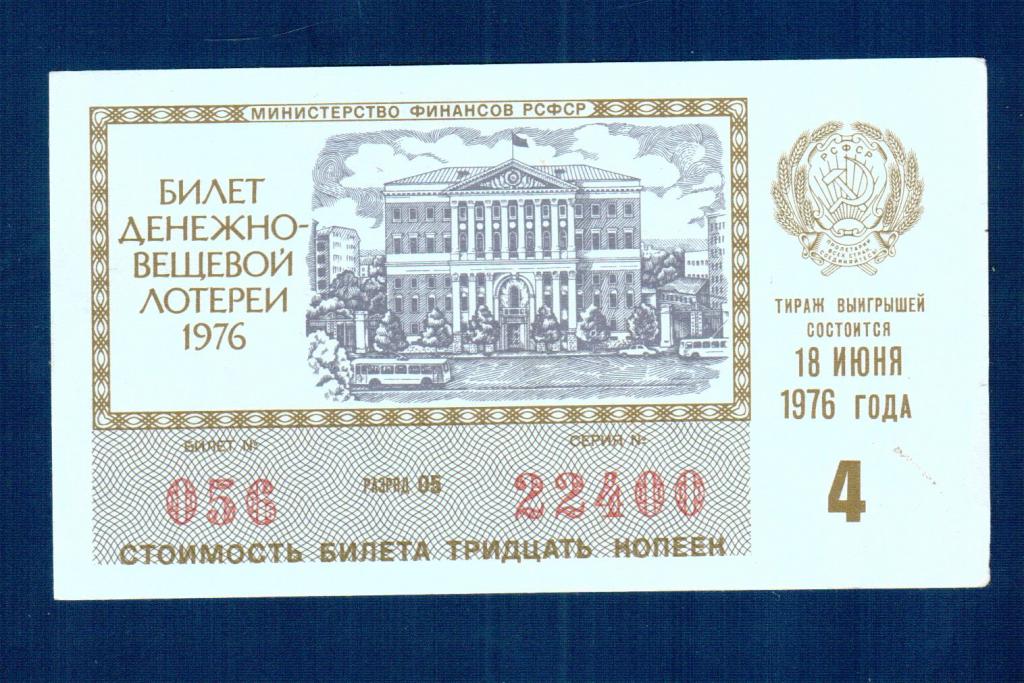 МИНИСТЕРСТВО ФИНАНСОВ РСФСР
БИЛЕТ
ДЕНЕЖНО-
ВЕЩЕВОЙ
ЛОТЕРЕИ
1976
РСФСР
ПРОЛЕТАРИИ
ТИРАЖ ВЫИГРЫШЕЙ
СОСТОИТСЯ
18 ИЮНЯ
1976 ГОДА
4
БИЛЕТ № СЕРИЯ №
056 РАЗРЯД 05 22400
СТОИМОСТЬ БИЛЕТА ТРИДЦАТЬ КОПЕЕК